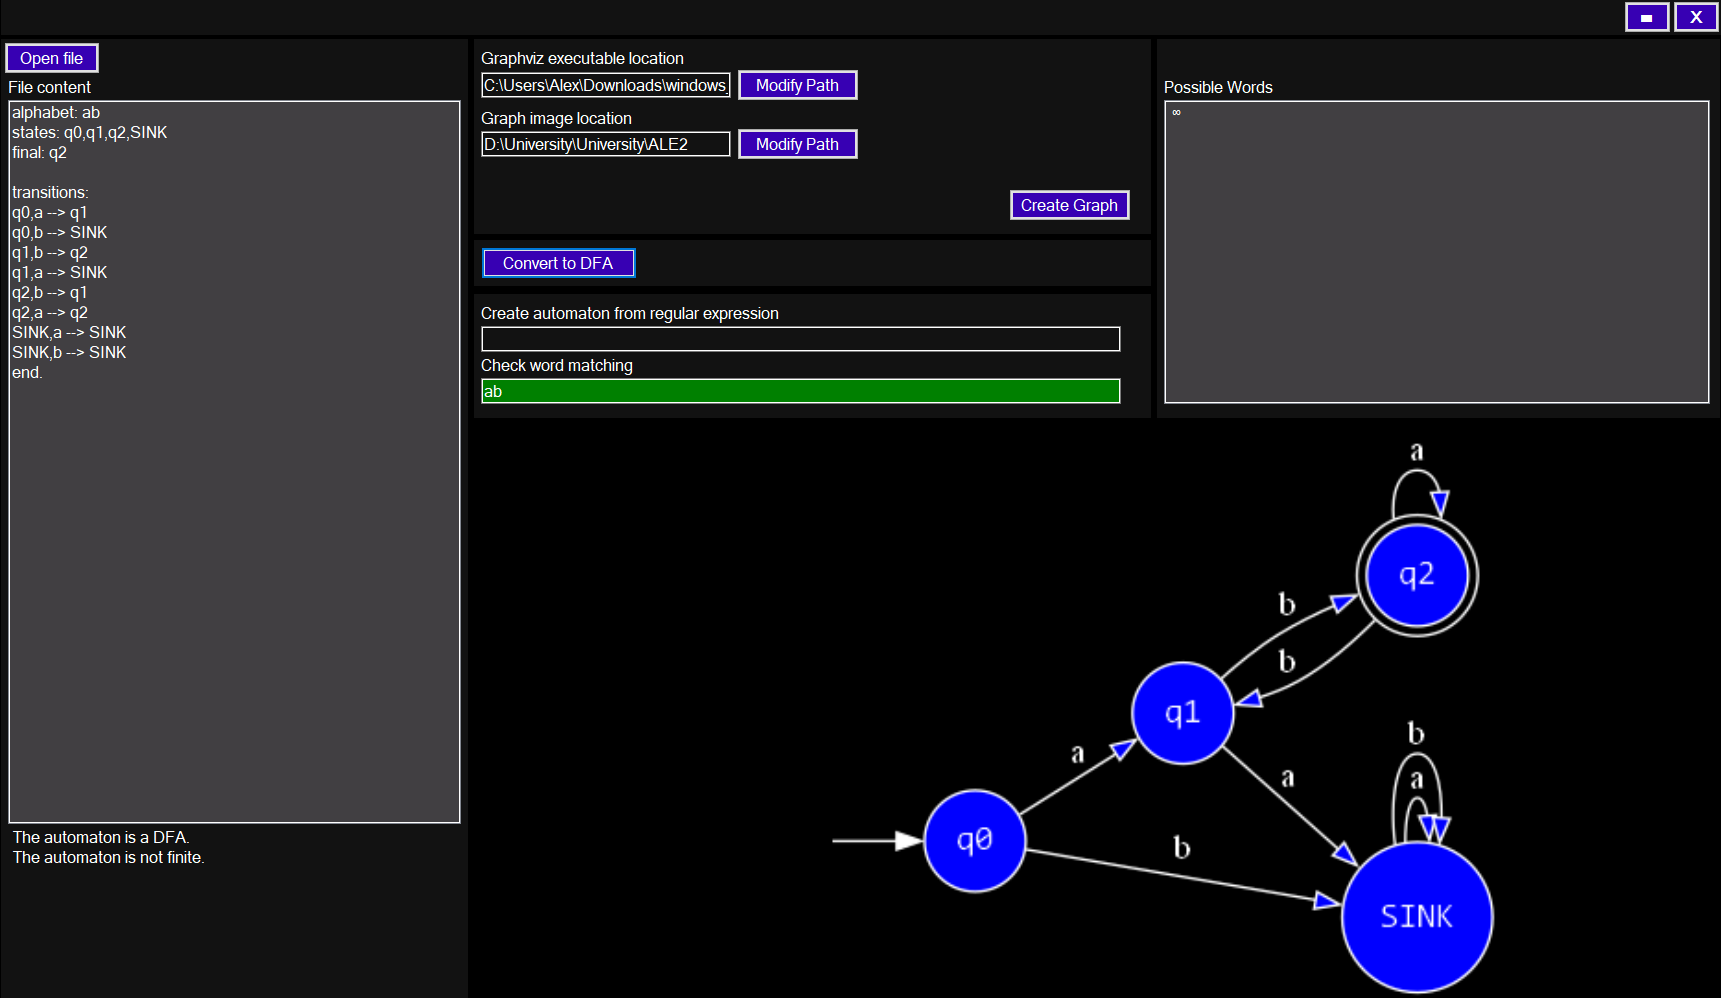 X
Open file
File content
alphabet: ab
states: q0,q1,q2,SINK
final: q2
transitions:
q0,a --> q1
q0,b --> SINK
q1,b --> q2
q1,a --> SINK
q2,b --> q1
q2,a --> q2
SINK,a --> SINK
SINK,b --> SINK
end.
The automaton is a DFA.
The automaton is not finite.
Graphviz executable location
C:\Users\Alex\Downloads\windows_
Modify Path
Graph image location
D:\University\University\ALE2
Modify Path
Create Graph
Convert to DFA
Create automaton from regular expression
Check word matching
ab
Possible Words
∞
a
q2
b
b
q1
b
a
a
a
q0
b
SINK